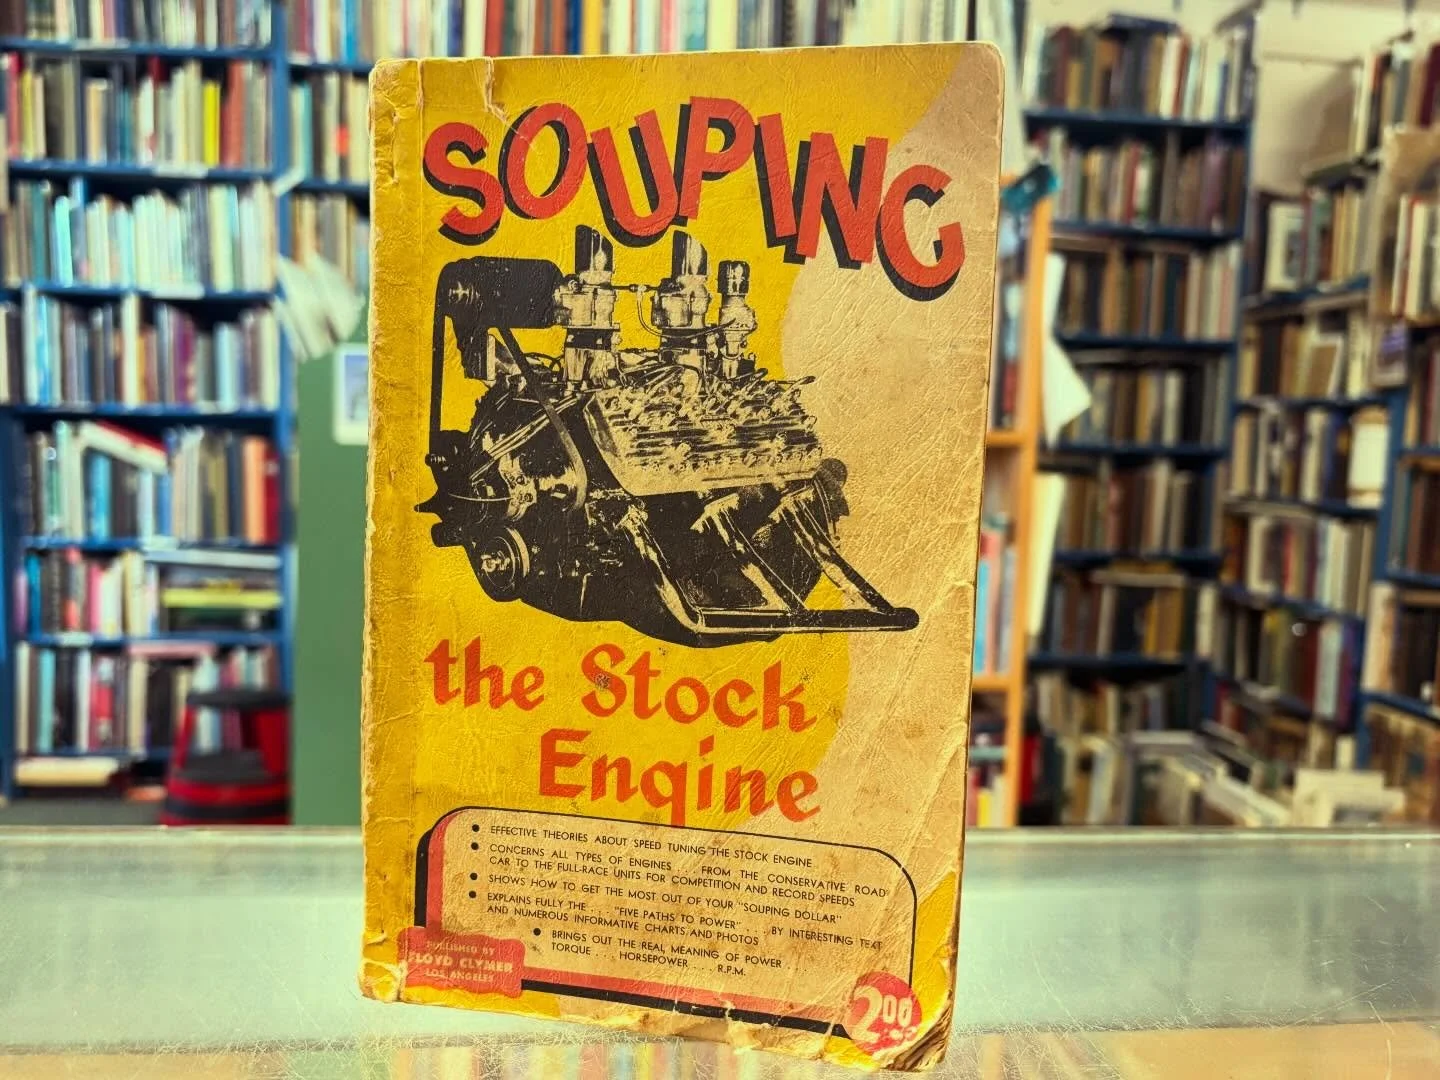 SOUPING
the Stock
Engine
• EFFECTIVE THEORIES ABOUT SPEED TUNING THE STOCK ENGINE
• CONCERNS ALL TYPES OF ENGINES . . . FROM THE CONSERVATIVE ROAD
CAR TO THE FULL-RACE UNITS FOR COMPETITION AND RECORD SPEEDS
• SHOWS HOW TO GET THE MOST OUT OF YOUR "SOUPING DOLLAR"
• EXPLAINS FULLY THE . . . "FIVE PATHS TO POWER" . . . BY INTERESTING TEXT
AND NUMEROUS INFORMATIVE CHARTS AND PHOTOS
• BRINGS OUT THE REAL MEANING OF POWER . . .
TORQUE . . . HORSEPOWER . . . R.P.M.
PUBLISHED BY
FLOYD CLYMER
LOS ANGELES
2.00